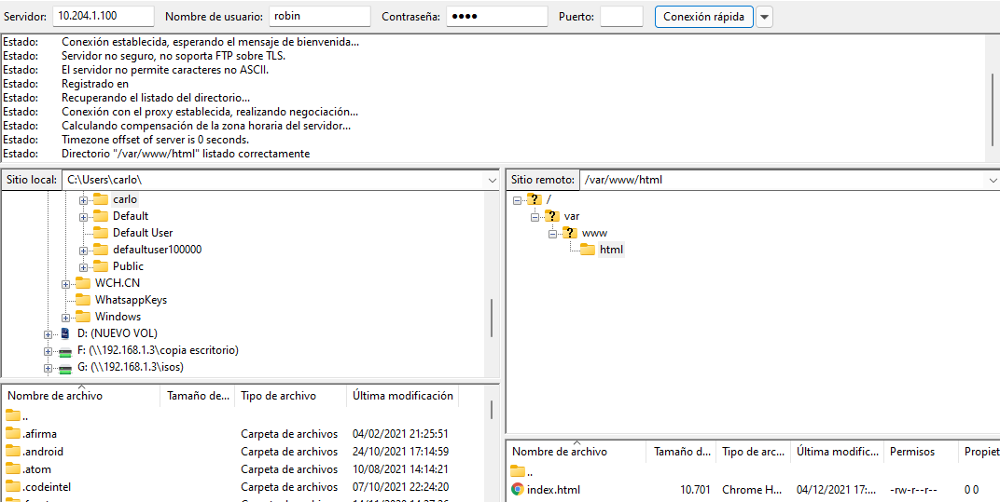 Servidor: 10.204.1.100 Nombre de usuario: robin Contraseña: ●●●● Puerto: Conexión rápida
Estado: Conexión establecida, esperando el mensaje de bienvenida...
Estado: Servidor no seguro, no soporta FTP sobre TLS.
Estado: El servidor no permite caracteres no ASCII.
Estado: Registrado en
Estado: Recuperando el listado del directorio...
Estado: Conexión con el proxy establecida, realizando negociación...
Estado: Calculando compensación de la zona horaria del servidor...
Estado: Timezone offset of server is 0 seconds.
Estado: Directorio "/var/www/html" listado correctamente
Sitio local: C:\Users\carlo\
carlo
Default
Default User
defaultuser100000
Public
WCH.CN
WhatsappKeys
Windows
D: (NUEVO VOL)
F: (\\192.168.1.3\copia escritorio)
G: (\\192.168.1.3\isos)
Nombre de archivo Tamaño de... Tipo de archivo Última modificación
..
.afirma Carpeta de archivos 04/02/2021 21:25:51
.android Carpeta de archivos 24/10/2021 17:14:59
.atom Carpeta de archivos 10/08/2021 14:14:21
.codeintel Carpeta de archivos 07/10/2021 22:24:20
Sitio remoto: /var/www/html
/
var
www
html
Nombre de archivo Tamaño d... Tipo de arc... Última modific... Permisos Propiet
..
index.html 10.701 Chrome H... 04/12/2021 17:... -rw-r--r-- 0 0